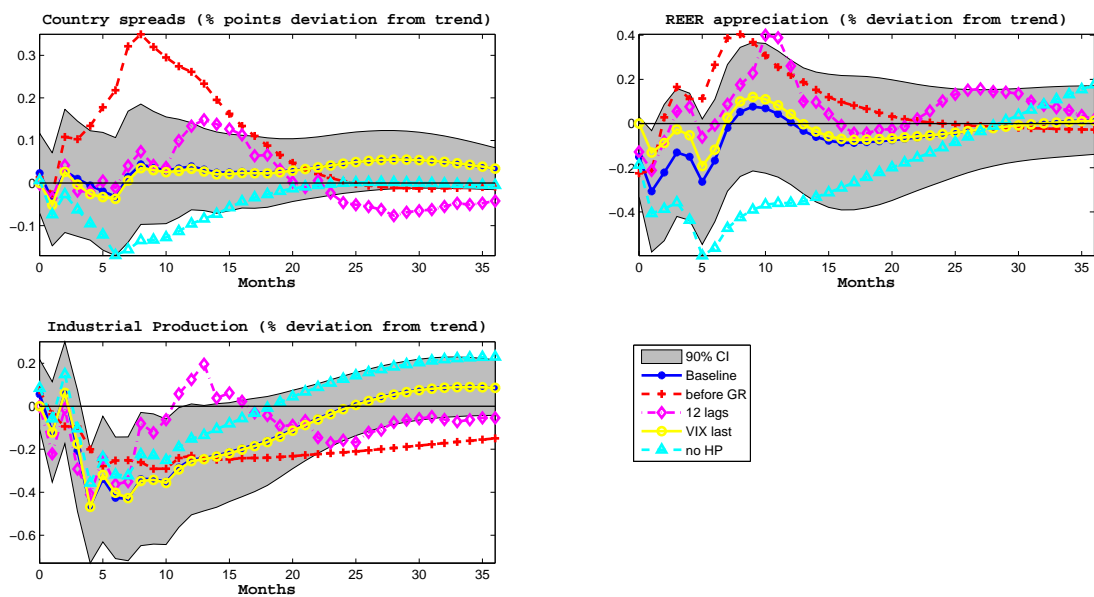 Country spreads (% points deviation from trend)
0.3
0.2
0.1
0
−0.1
0 5 10 15 20 25 30 35
Months
REER appreciation (% deviation from trend)
0.4
0.2
0
−0.2
−0.4
0 5 10 15 20 25 30 35
Months
Industrial Production (% deviation from trend)
0.2
0
−0.2
−0.4
−0.6
0 5 10 15 20 25 30 35
Months
90% CI
Baseline
before GR
12 lags
VIX last
no HP